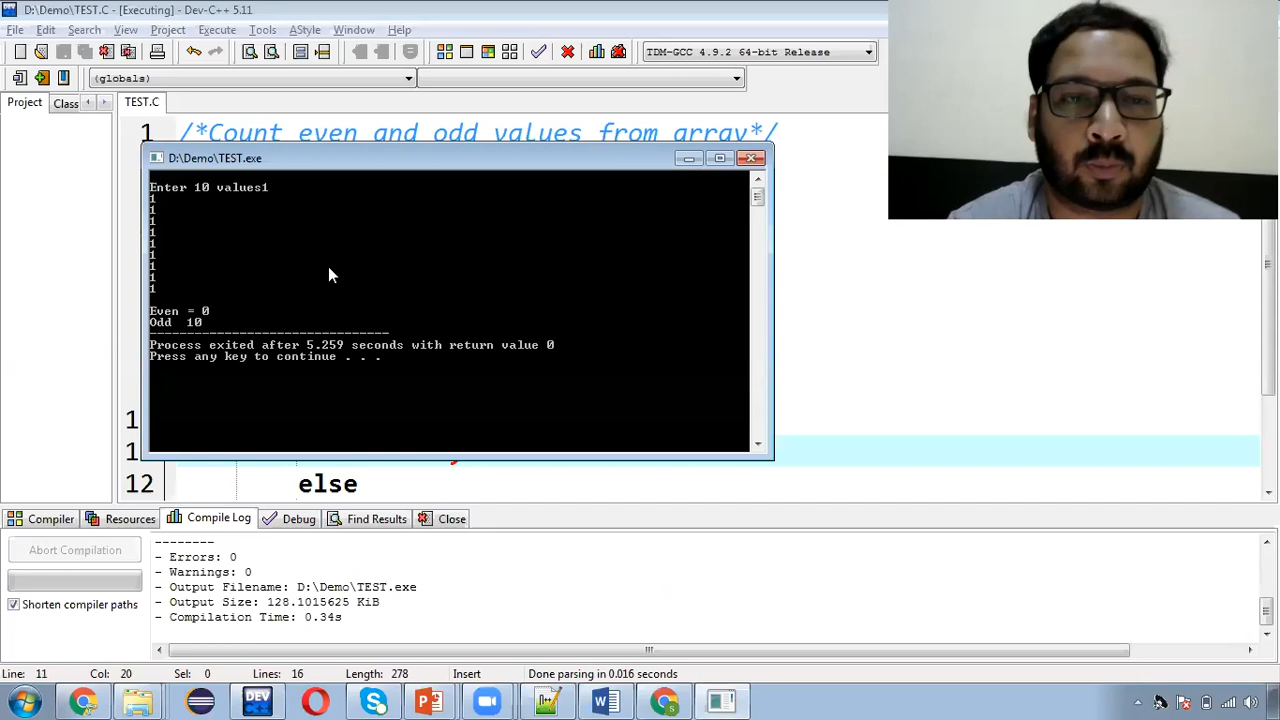 D:\Demo\TEST.C - [Executing] - Dev-C++ 5.11
File Edit Search View Project Execute Tools AStyle Window Help
TDM-GCC 4.9.2 64-bit Release
(globals)
Project Class TEST.C
1 /*Count even and odd values from array*/
D:\Demo\TEST.exe
Enter 10 values1
1
1
1
1
1
1
1
1
1
Even = 0
Odd 10
--------------------------------
Process exited after 5.259 seconds with return value 0
Press any key to continue . . .
1
1
12 else
Compiler Resources Compile Log Debug Find Results Close
Abort Compilation
Shorten compiler paths
--------
- Errors: 0
- Warnings: 0
- Output Filename: D:\Demo\TEST.exe
- Output Size: 128.1015625 KiB
- Compilation Time: 0.34s
Line: 11 Col: 20 Sel: 0 Lines: 16 Length: 278 Insert Done parsing in 0.016 seconds
DEV